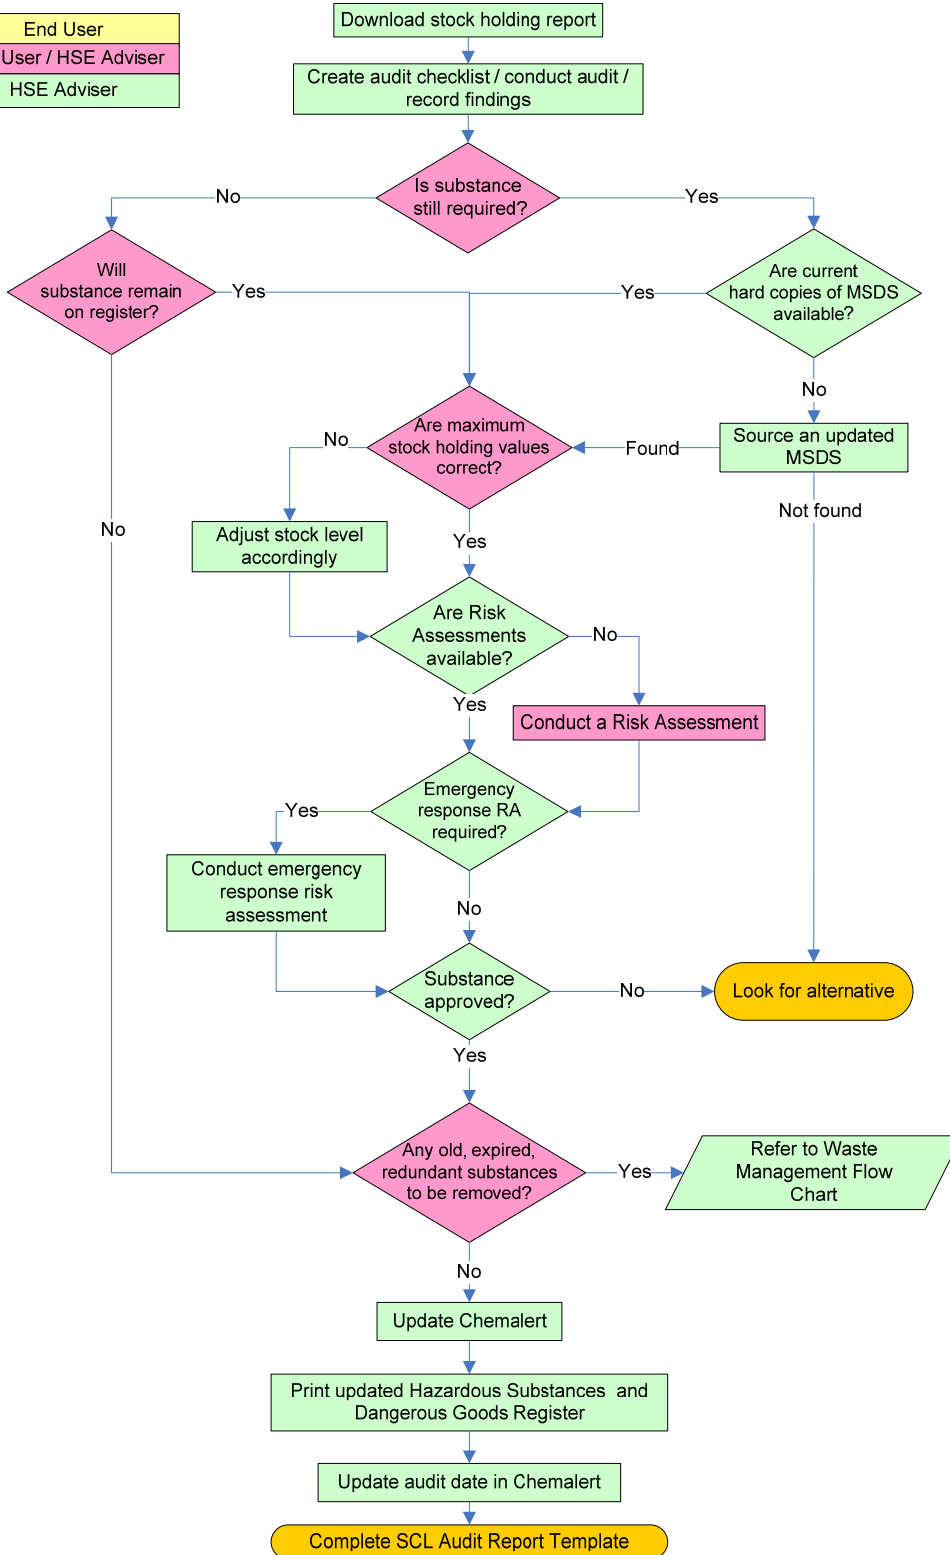 Download stock holding report
End User
User / HSE Adviser
HSE Adviser
Create audit checklist / conduct audit /
record findings
Is substance
still required?
No
Yes
Will
substance remain
on register?
Are current
hard copies of MSDS
available?
Yes
Yes
No
Are maximum
stock holding values
correct?
No
Found
Source an updated
MSDS
Not found
No
Yes
Adjust stock level
accordingly
Are Risk
Assessments
available?
No
Yes
Conduct a Risk Assessment
Emergency
response RA
required?
Yes
Conduct emergency
response risk
assessment
No
Substance
approved?
No
Look for alternative
Yes
Any old, expired,
redundant substances
to be removed?
Yes
Refer to Waste
Management Flow
Chart
No
Update Chemalert
Print updated Hazardous Substances and
Dangerous Goods Register
Update audit date in Chemalert
Complete SCL Audit Report Template